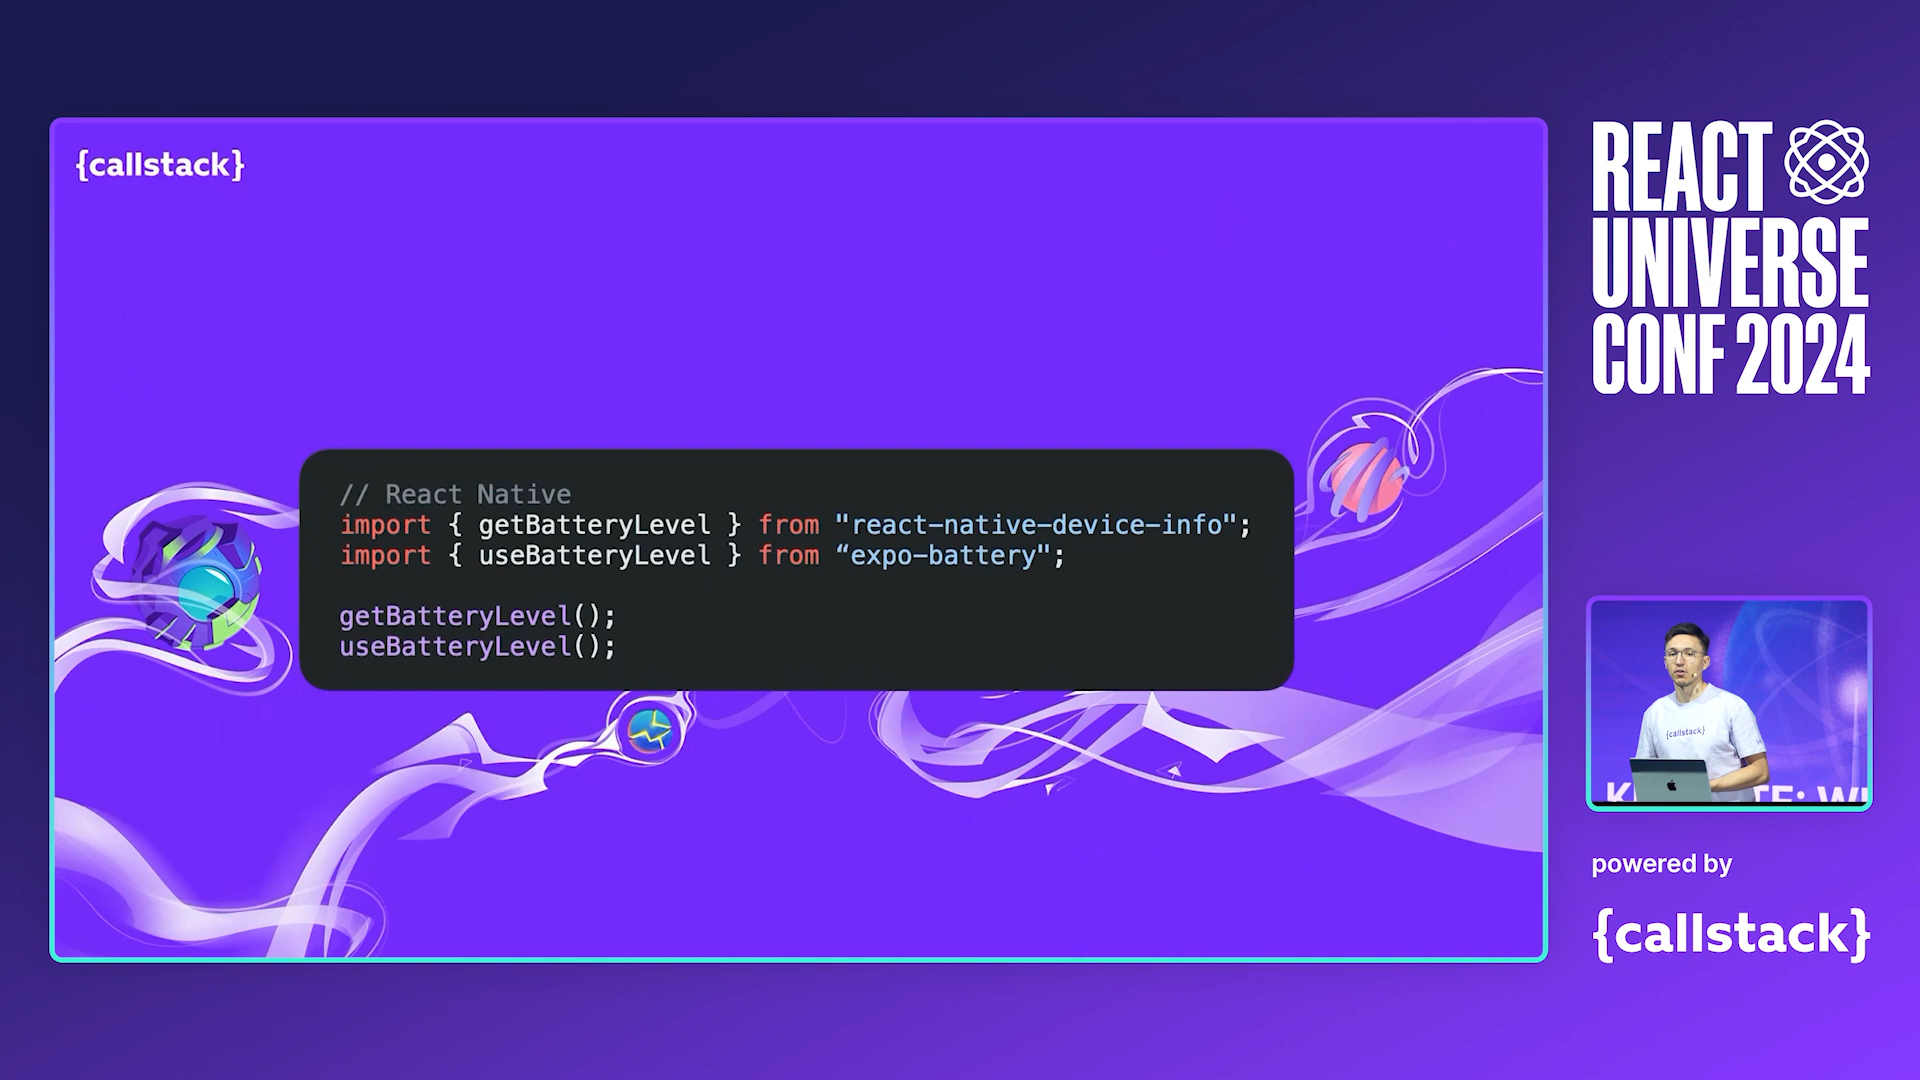 {callstack}
// React Native
import { getBatteryLevel } from "react-native-device-info";
import { useBatteryLevel } from “expo-battery";
getBatteryLevel();
useBatteryLevel();
REACT
UNIVERSE
CONF 2024
{callstack}
powered by
{callstack}